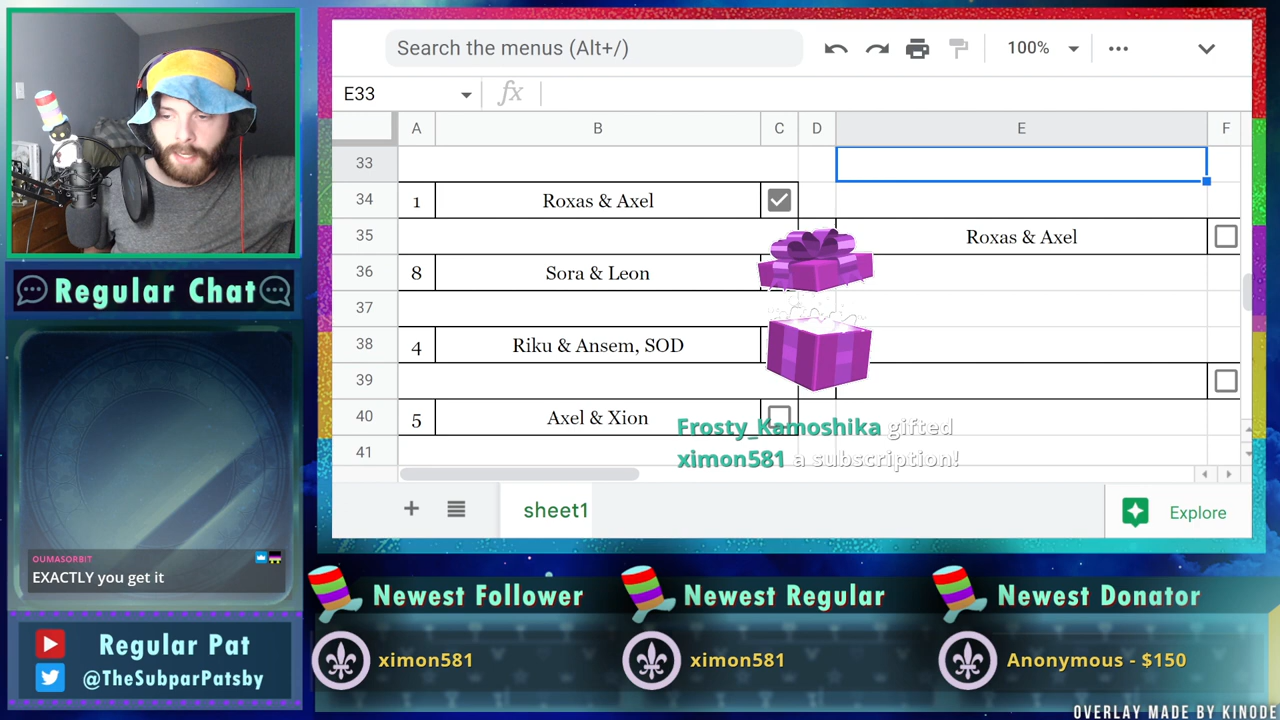 Search the menus (Alt+/)
100%
E33
fx
A B C D E F
33
34 1 Roxas & Axel
35 Roxas & Axel
36 8 Sora & Leon
37
38 4 Riku & Ansem, SOD
39
40 5 Axel & Xion
41
Frosty_Kamoshika gifted
ximon581 a subscription!
sheet1
Explore
Regular Chat
OUMASORBIT
EXACTLY you get it
Regular Pat
@TheSubparPatsby
Newest Follower
ximon581
Newest Regular
ximon581
Newest Donator
Anonymous - $150
OVERLAY MADE BY KINODE